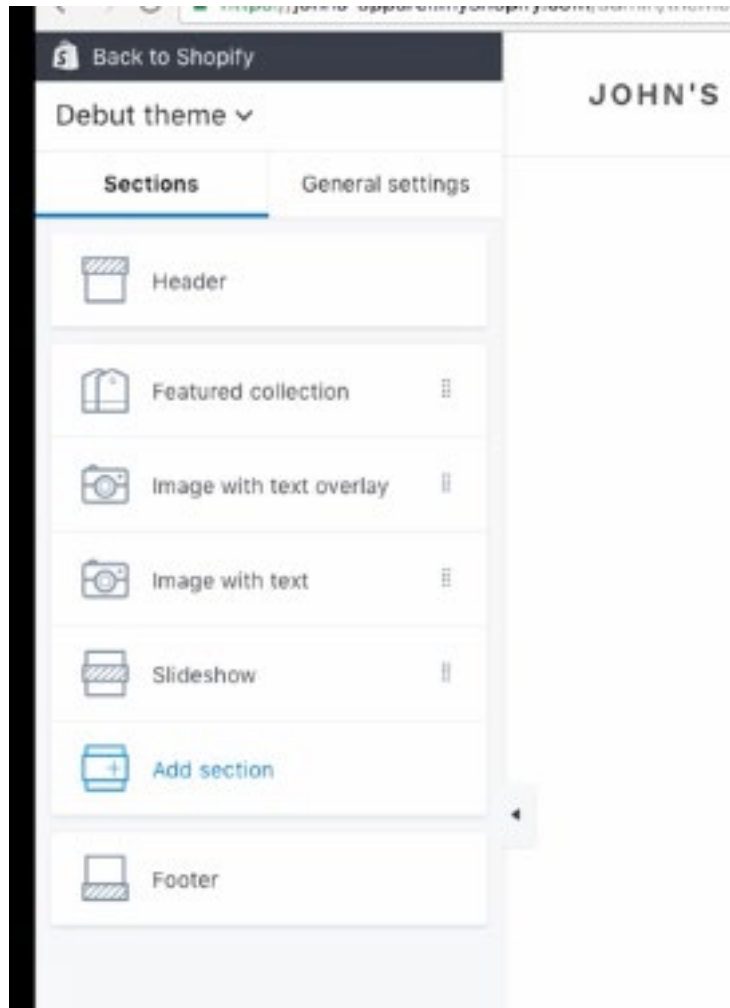 Back to Shopify
JOHN'S
Debut theme
Sections
General settings
Header
Featured collection
Image with text overlay
Image with text
Slideshow
Add section
Footer